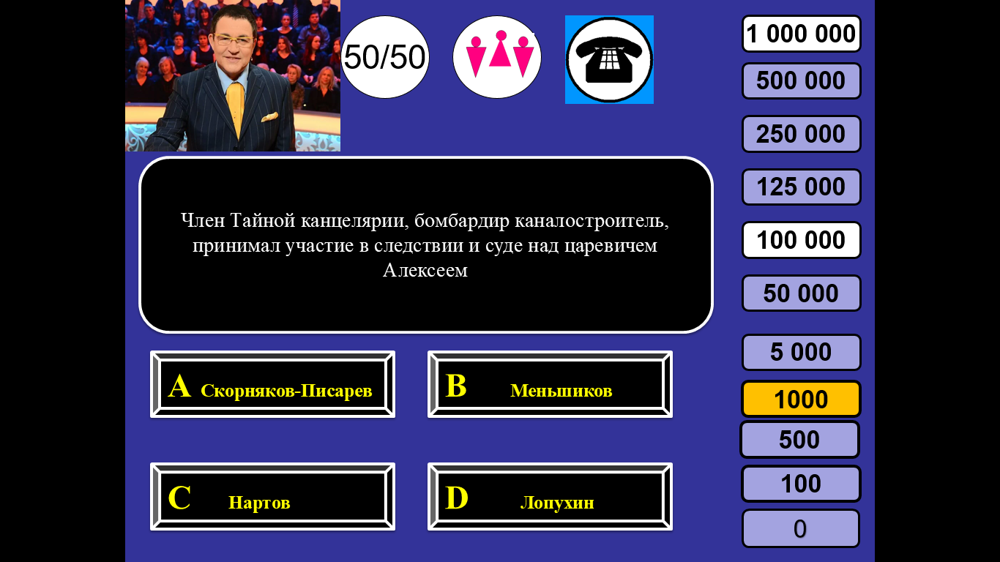 50/50
1 000 000
500 000
250 000
125 000
100 000
50 000
5 000
1000
500
100
0
Член Тайной канцелярии, бомбардир каналостроитель,
принимал участие в следствии и суде над царевичем
Алексеем
A Скорняков-Писарев
B Меньшиков
C Нартов
D Лопухин